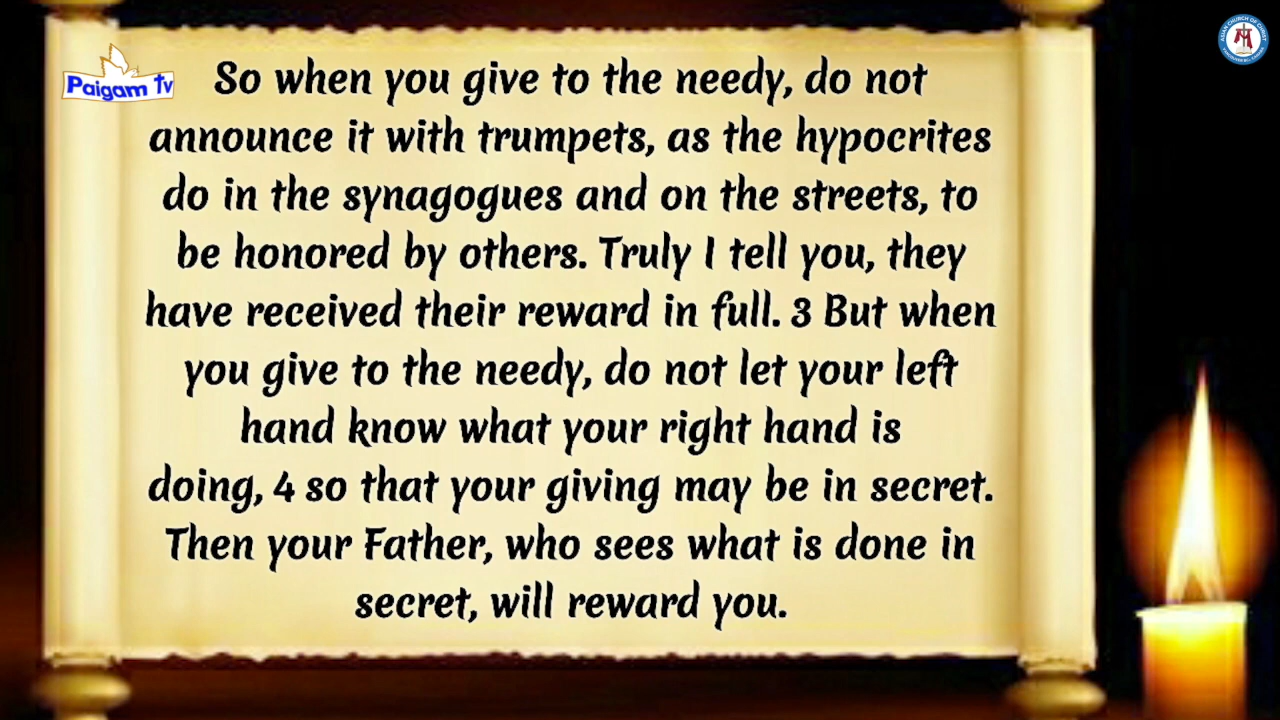 Paigam Tv
So when you give to the needy, do not
announce it with trumpets, as the hypocrites
do in the synagogues and on the streets, to
be honored by others. Truly I tell you, they
have received their reward in full. 3 But when
you give to the needy, do not let your left
hand know what your right hand is
doing, 4 so that your giving may be in secret.
Then your Father, who sees what is done in
secret, will reward you.
ASIAN CHURCH OF CHRIST